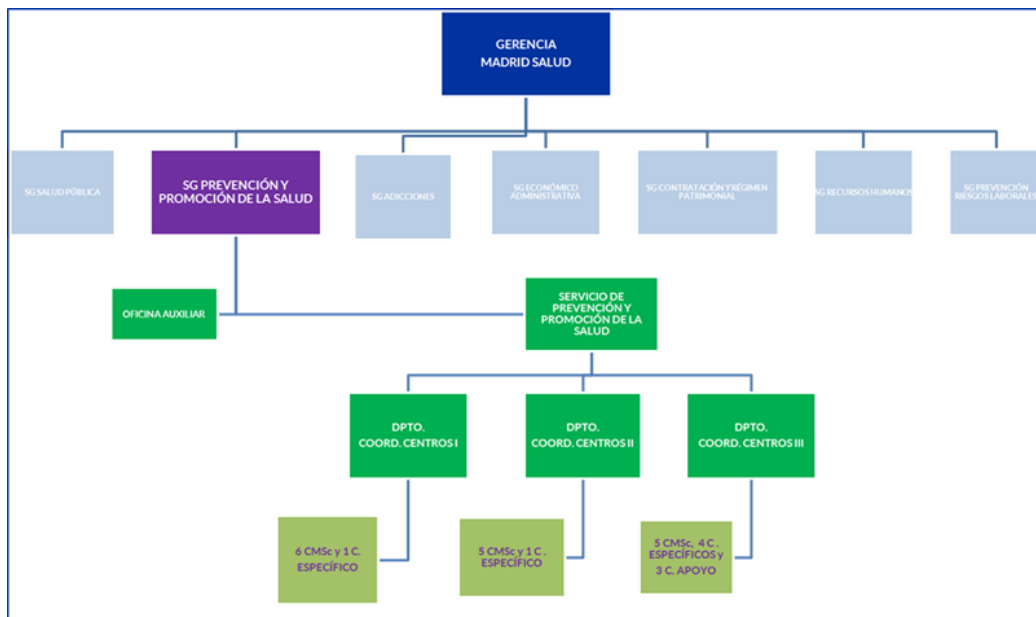 GERENCIA
MADRID SALUD
SG SALUD PÚBLICA
SG PREVENCIÓN Y
PROMOCIÓN DE LA SALUD
SG ADICCIONES
SG ECONÓMICO
ADMINISTRATIVA
SG CONTRATACIÓN Y RÉGIMEN
PATRIMONIAL
SG RECURSOS HUMANOS
SG PREVENCIÓN
RIESGOS LABORALES
OFICINA AUXILIAR
SERVICIO DE
PREVENCIÓN Y
PROMOCIÓN DE LA
SALUD
DPTO.
COORD. CENTROS I
DPTO.
COORD. CENTROS II
DPTO.
COORD. CENTROS III
6 CMSc y 1 C.
ESPECÍFICO
5 CMSc y 1 C .
ESPECÍFICO
5 CMSc, 4 C .
ESPECÍFICOS y
3 C. APOYO